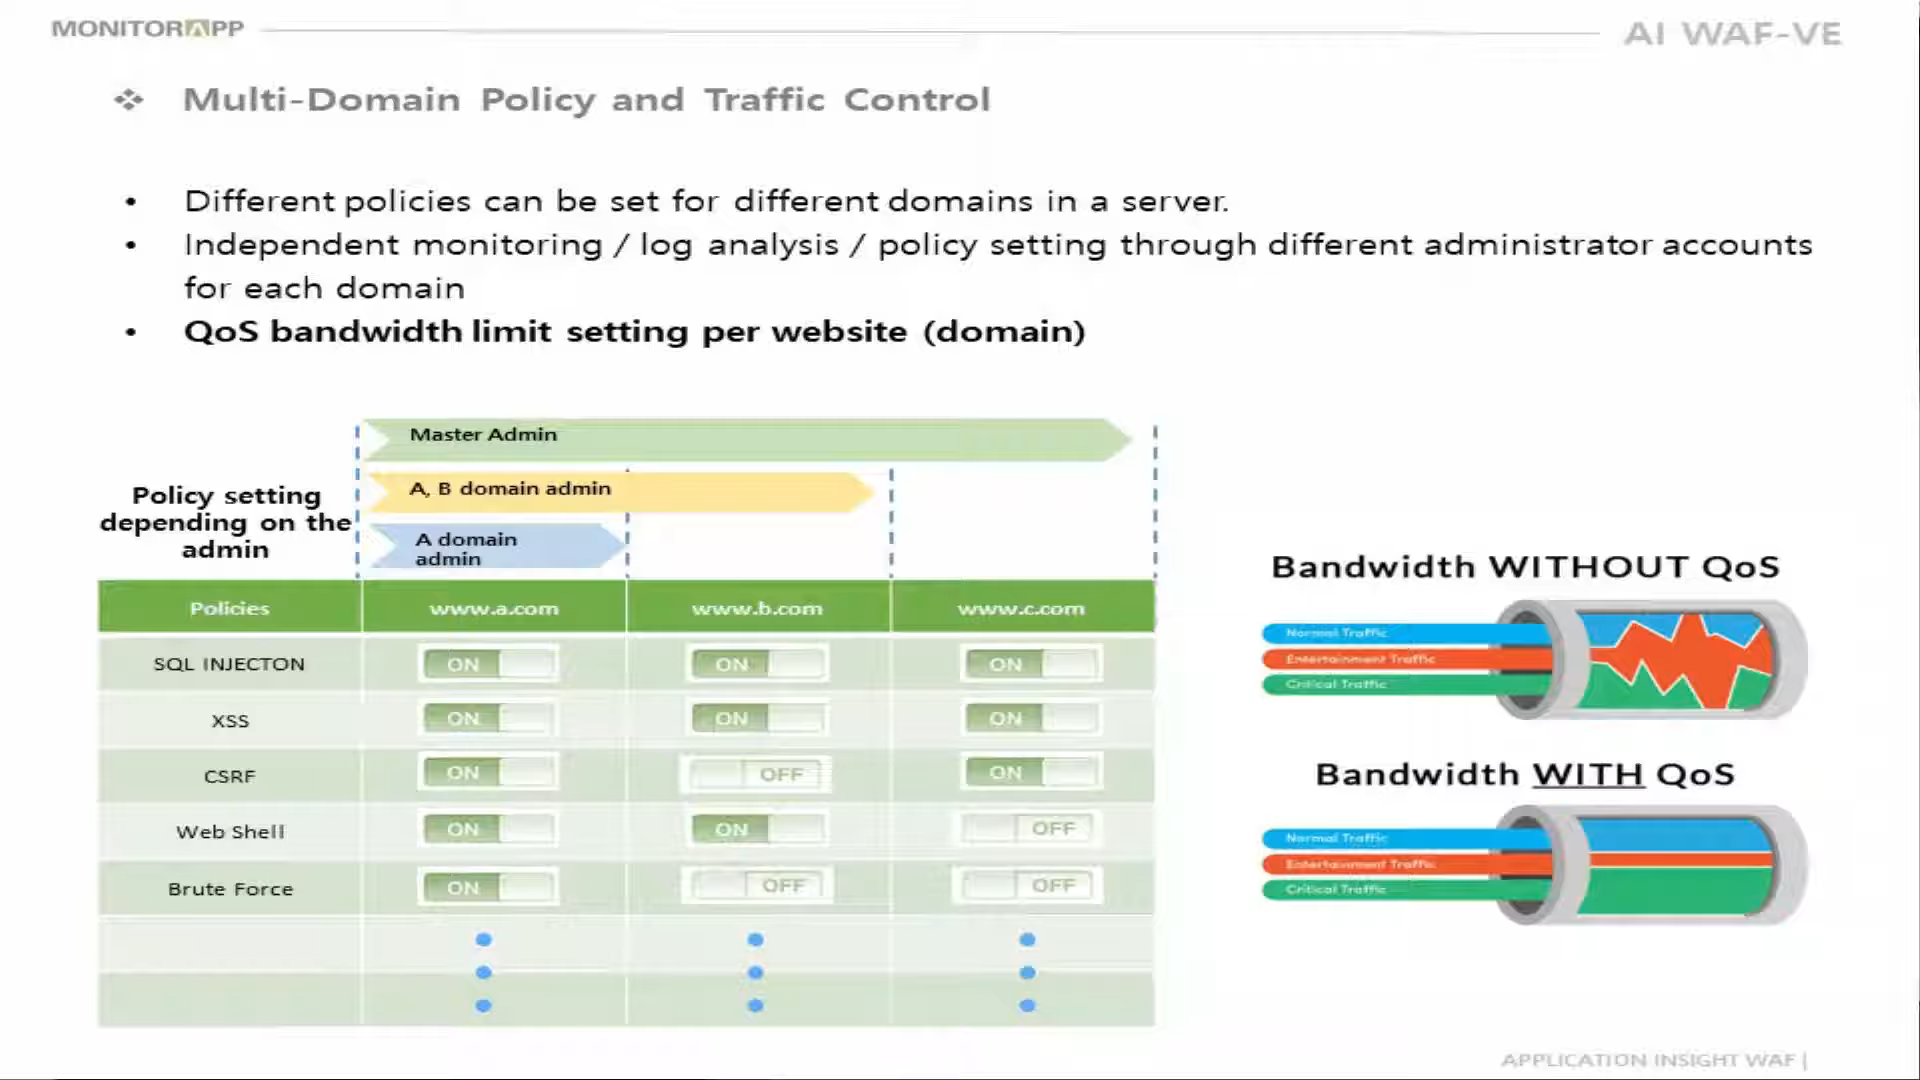 MONITORAPP
AI WAF-VE
Multi-Domain Policy and Traffic Control
• Different policies can be set for different domains in a server.
• Independent monitoring / log analysis / policy setting through different administrator accounts
for each domain
• QoS bandwidth limit setting per website (domain)
Master Admin
A, B domain admin
A domain
admin
Policy setting
depending on the
admin
Policies www.a.com www.b.com www.c.com
SQL INJECTON ON ON ON
XSS ON ON ON
CSRF ON OFF ON
Web Shell ON ON OFF
Brute Force ON OFF OFF
Bandwidth WITHOUT QoS
Normal Traffic
Entertainment Traffic
Critical Traffic
Bandwidth WITH QoS
Normal Traffic
Entertainment Traffic
Critical Traffic
APPLICATION INSIGHT WAF |